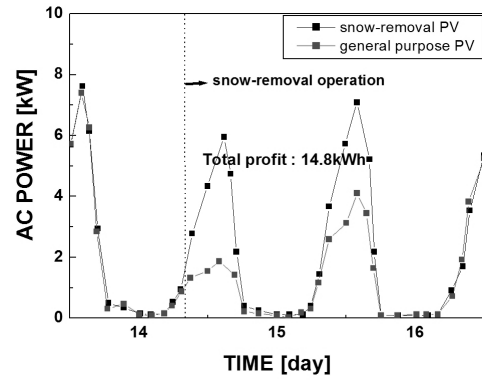 10
8
6
4
2
0
AC POWER [kW]
snow-removal PV
general purpose PV
snow-removal operation
Total profit : 14.8kWh
14
15
16
TIME [day]